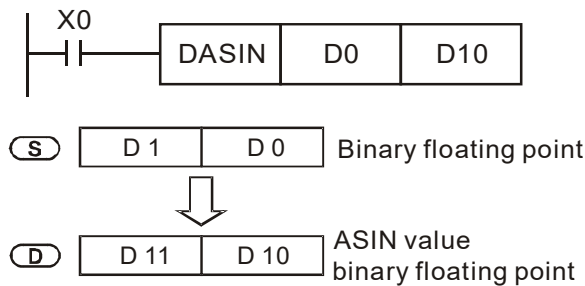 X0
DASIN D0 D10
S D 1 D 0 Binary floating point
D D 11 D 10 ASIN value
binary floating point